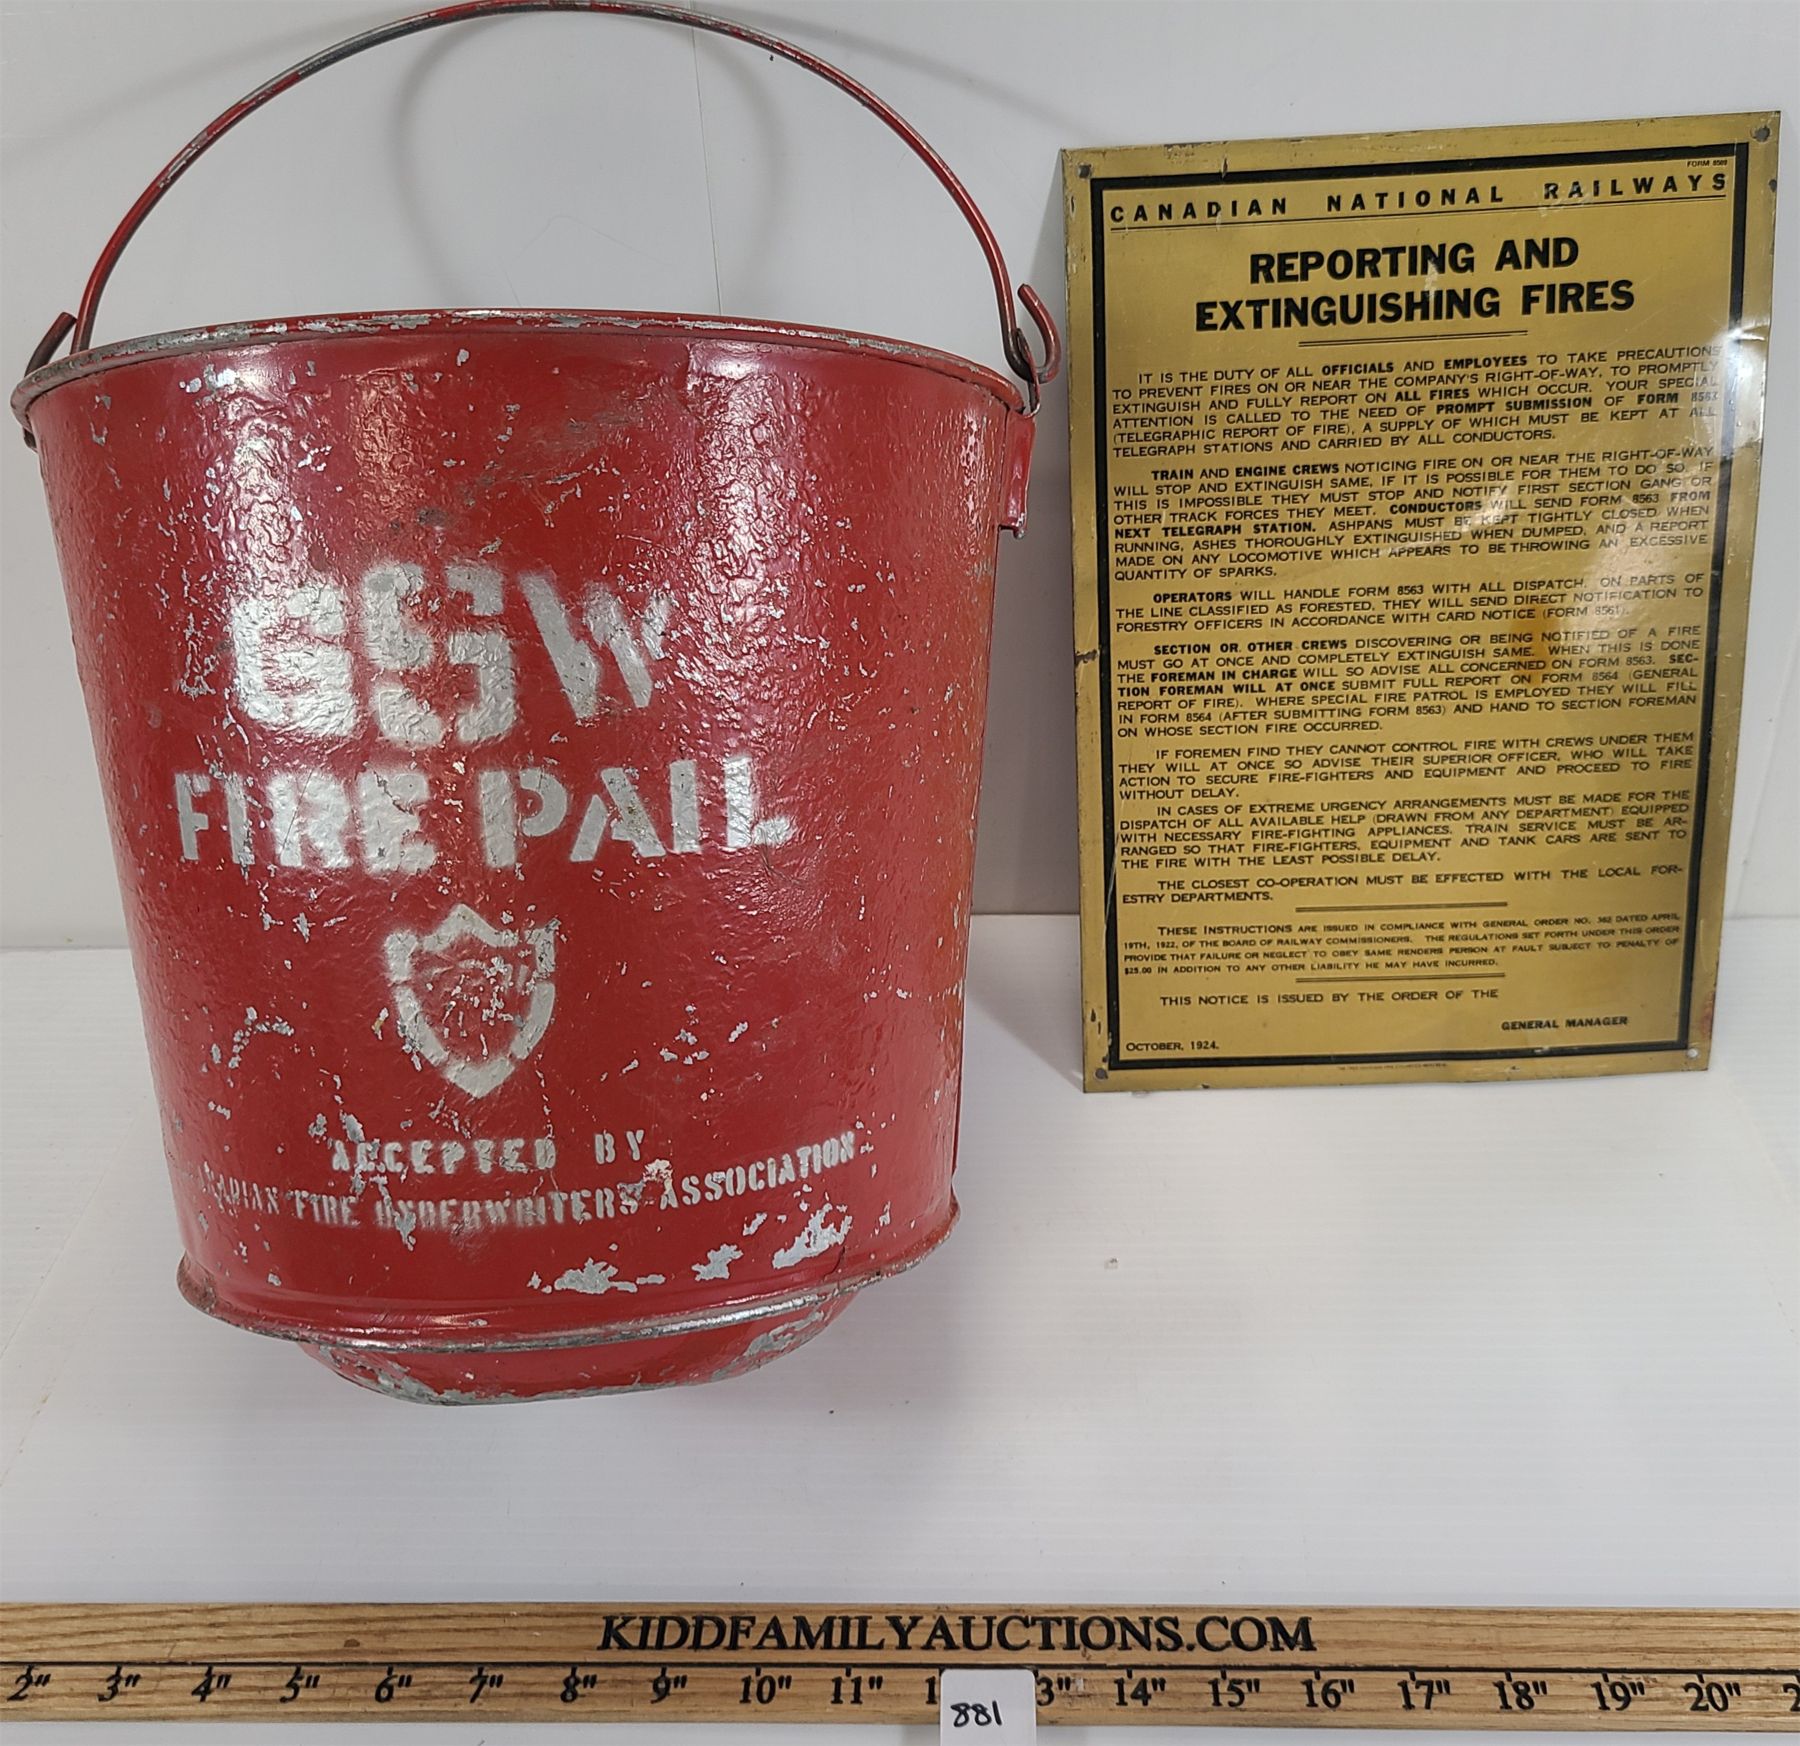 GSW
FIRE PAIL
ACCEPTED BY
CANADIAN FIRE UNDERWRITERS ASSOCIATION
FORM 8589
CANADIAN NATIONAL RAILWAYS
REPORTING AND
EXTINGUISHING FIRES
IT IS THE DUTY OF ALL OFFICIALS AND EMPLOYEES TO TAKE PRECAUTIONS
TO PREVENT FIRES ON OR NEAR THE COMPANY'S RIGHT-OF-WAY, TO PROMPTLY
EXTINGUISH AND FULLY REPORT ON ALL FIRES WHICH OCCUR. YOUR SPECIAL
ATTENTION IS CALLED TO THE NEED OF PROMPT SUBMISSION OF FORM 8563
(TELEGRAPHIC REPORT OF FIRE), A SUPPLY OF WHICH MUST BE KEPT AT ALL
TELEGRAPH STATIONS AND CARRIED BY ALL CONDUCTORS.
TRAIN AND ENGINE CREWS NOTICING FIRE ON OR NEAR THE RIGHT-OF-WAY
WILL STOP AND EXTINGUISH SAME, IF IT IS POSSIBLE FOR THEM TO DO SO. IF
THIS IS IMPOSSIBLE THEY MUST STOP AND NOTIFY FIRST SECTION GANG OR
OTHER TRACK FORCES THEY MEET. CONDUCTORS WILL SEND FORM 8563 FROM
NEXT TELEGRAPH STATION. ASHPANS MUST BE KEPT TIGHTLY CLOSED WHEN
RUNNING, ASHES THOROUGHLY EXTINGUISHED WHEN DUMPED, AND A REPORT
MADE ON ANY LOCOMOTIVE WHICH APPEARS TO BE THROWING AN EXCESSIVE
QUANTITY OF SPARKS.
OPERATORS WILL HANDLE FORM 8563 WITH ALL DISPATCH. ON PARTS OF
THE LINE CLASSIFIED AS FORESTED, THEY WILL SEND DIRECT NOTIFICATION TO
FORESTRY OFFICERS IN ACCORDANCE WITH CARD NOTICE (FORM 8561).
SECTION OR OTHER CREWS DISCOVERING OR BEING NOTIFIED OF A FIRE
MUST GO AT ONCE AND COMPLETELY EXTINGUISH SAME. WHEN THIS IS DONE
THE FOREMAN IN CHARGE WILL SO ADVISE ALL CONCERNED ON FORM 8563. SEC-
TION FOREMAN WILL AT ONCE SUBMIT FULL REPORT ON FORM 8564 (GENERAL
REPORT OF FIRE). WHERE SPECIAL FIRE PATROL IS EMPLOYED THEY WILL FILL
IN FORM 8564 (AFTER SUBMITTING FORM 8563) AND HAND TO SECTION FOREMAN
ON WHOSE SECTION FIRE OCCURRED.
IF FOREMEN FIND THEY CANNOT CONTROL FIRE WITH CREWS UNDER THEM
THEY WILL AT ONCE SO ADVISE THEIR SUPERIOR OFFICER, WHO WILL TAKE
ACTION TO SECURE FIRE-FIGHTERS AND EQUIPMENT AND PROCEED TO FIRE
WITHOUT DELAY.
IN CASES OF EXTREME URGENCY ARRANGEMENTS MUST BE MADE FOR THE
DISPATCH OF ALL AVAILABLE HELP (DRAWN FROM ANY DEPARTMENT) EQUIPPED
WITH NECESSARY FIRE-FIGHTING APPLIANCES. TRAIN SERVICE MUST BE AR-
RANGED SO THAT FIRE-FIGHTERS, EQUIPMENT AND TANK CARS ARE SENT TO
THE FIRE WITH THE LEAST POSSIBLE DELAY.
THE CLOSEST CO-OPERATION MUST BE EFFECTED WITH THE LOCAL FOR-
ESTRY DEPARTMENTS.
THESE INSTRUCTIONS ARE ISSUED IN COMPLIANCE WITH GENERAL ORDER NO. 362 DATED APRIL
19TH, 1922, OF THE BOARD OF RAILWAY COMMISSIONERS. THE REGULATIONS SET FORTH UNDER THIS ORDER
PROVIDE THAT FAILURE OR NEGLECT TO OBEY SAME RENDERS PERSON AT FAULT SUBJECT TO PENALTY OF
$25.00 IN ADDITION TO ANY OTHER LIABILITY HE MAY HAVE INCURRED.
THIS NOTICE IS ISSUED BY THE ORDER OF THE
GENERAL MANAGER
OCTOBER, 1924.
KIDDFAMILYAUCTIONS.COM
2" 3" 4" 5" 6" 7" 8" 9" 10" 11" 1 3" 14" 15" 16" 17" 18" 19" 20" 2
881